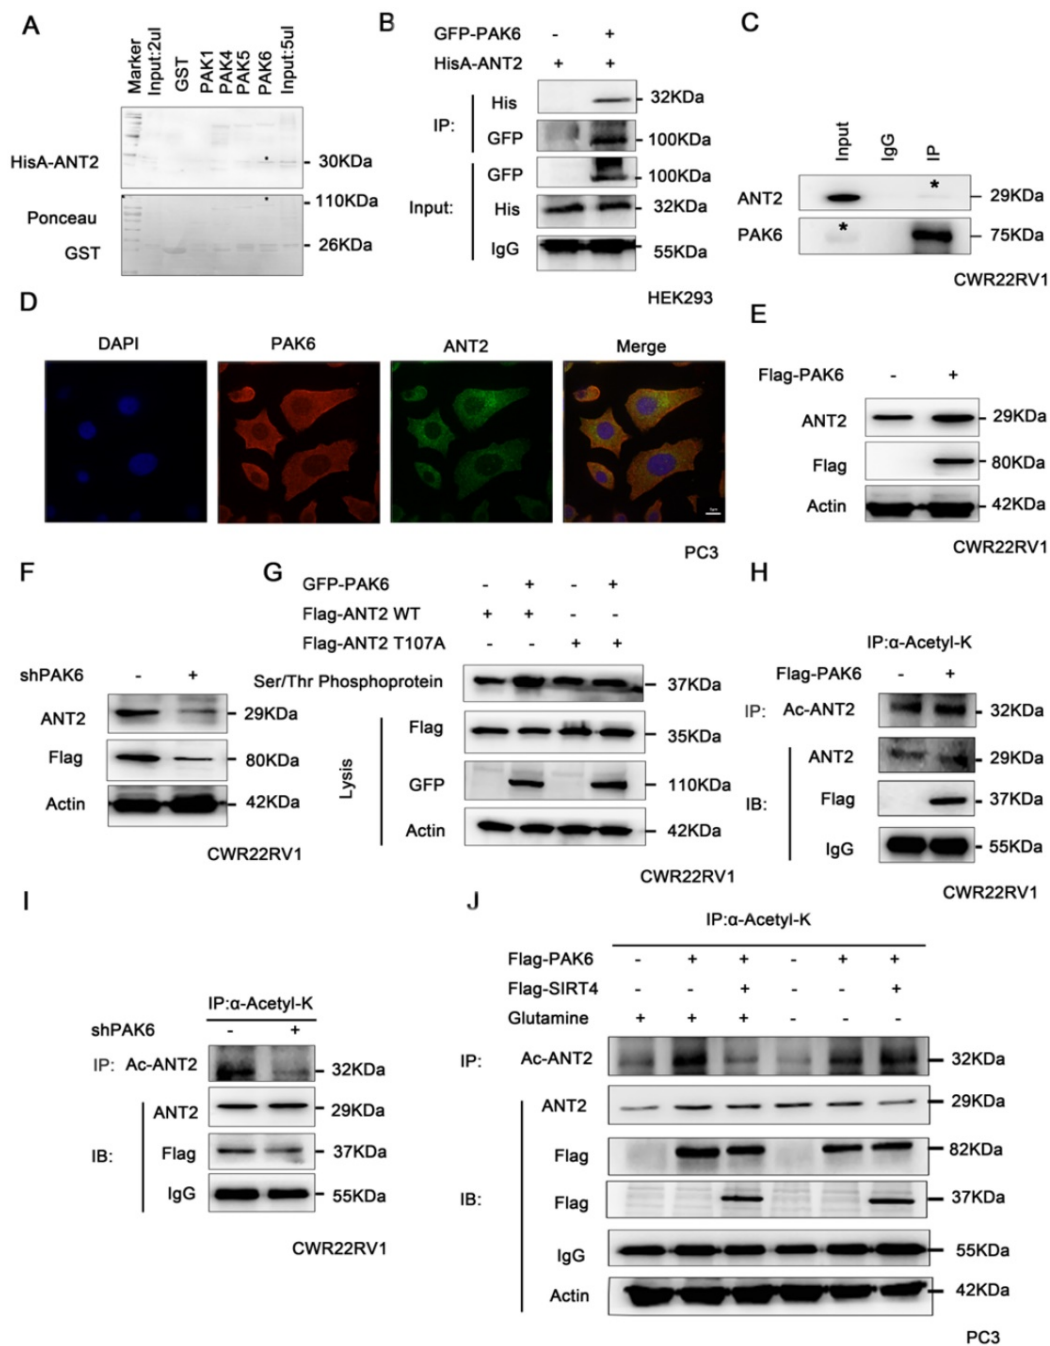 A
Marker
Input:2ul
GST
PAK1
PAK4
PAK5
PAK6
Input:5ul
HisA-ANT2
30KDa
110KDa
Ponceau
GST
26KDa
B
GFP-PAK6 - +
HisA-ANT2 + +
IP:
His 32KDa
GFP 100KDa
Input:
GFP 100KDa
His 32KDa
IgG 55KDa
HEK293
C
Input
IgG
IP
ANT2 * 29KDa
PAK6 * 75KDa
CWR22RV1
D
DAPI PAK6 ANT2 Merge
PC3
E
Flag-PAK6 - +
ANT2 29KDa
Flag 80KDa
Actin 42KDa
CWR22RV1
F
shPAK6 - +
ANT2 29KDa
Flag 80KDa
Actin 42KDa
CWR22RV1
G
GFP-PAK6 - + - +
Flag-ANT2 WT + + - -
Flag-ANT2 T107A - - + +
Ser/Thr Phosphoprotein 37KDa
Lysis
Flag 35KDa
GFP 110KDa
Actin 42KDa
CWR22RV1
H
IP:α-Acetyl-K
Flag-PAK6 - +
IP: Ac-ANT2 32KDa
IB:
ANT2 29KDa
Flag 37KDa
IgG 55KDa
CWR22RV1
I
IP:α-Acetyl-K
shPAK6 - +
IP: Ac-ANT2 32KDa
IB:
ANT2 29KDa
Flag 37KDa
IgG 55KDa
CWR22RV1
J
IP:α-Acetyl-K
Flag-PAK6 - + + - + +
Flag-SIRT4 - - + - - +
Glutamine + + + - - -
IP: Ac-ANT2 32KDa
IB:
ANT2 29KDa
Flag 82KDa
Flag 37KDa
IgG 55KDa
Actin 42KDa
PC3